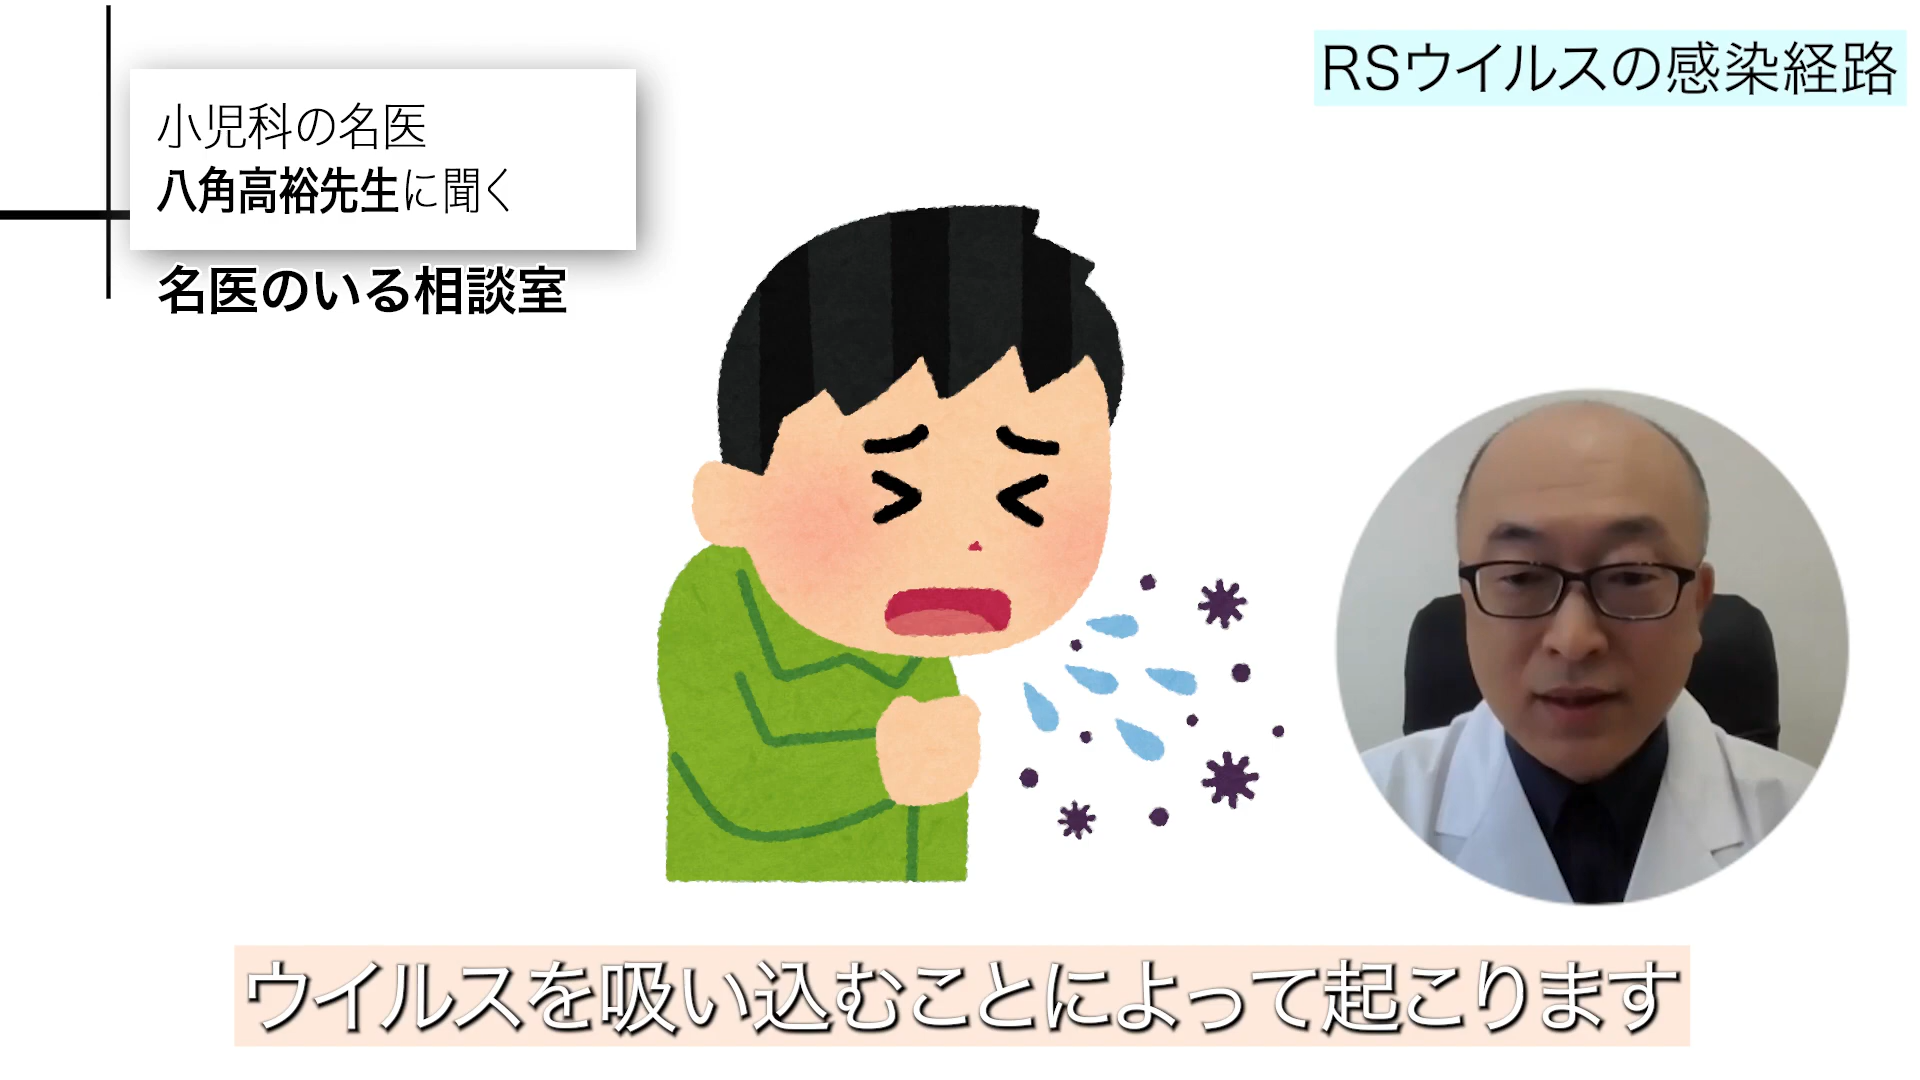 小児科の名医
八角高裕先生に聞く
名医のいる相談室
RSウイルスの感染経路
ウイルスを吸い込むことによって起こります